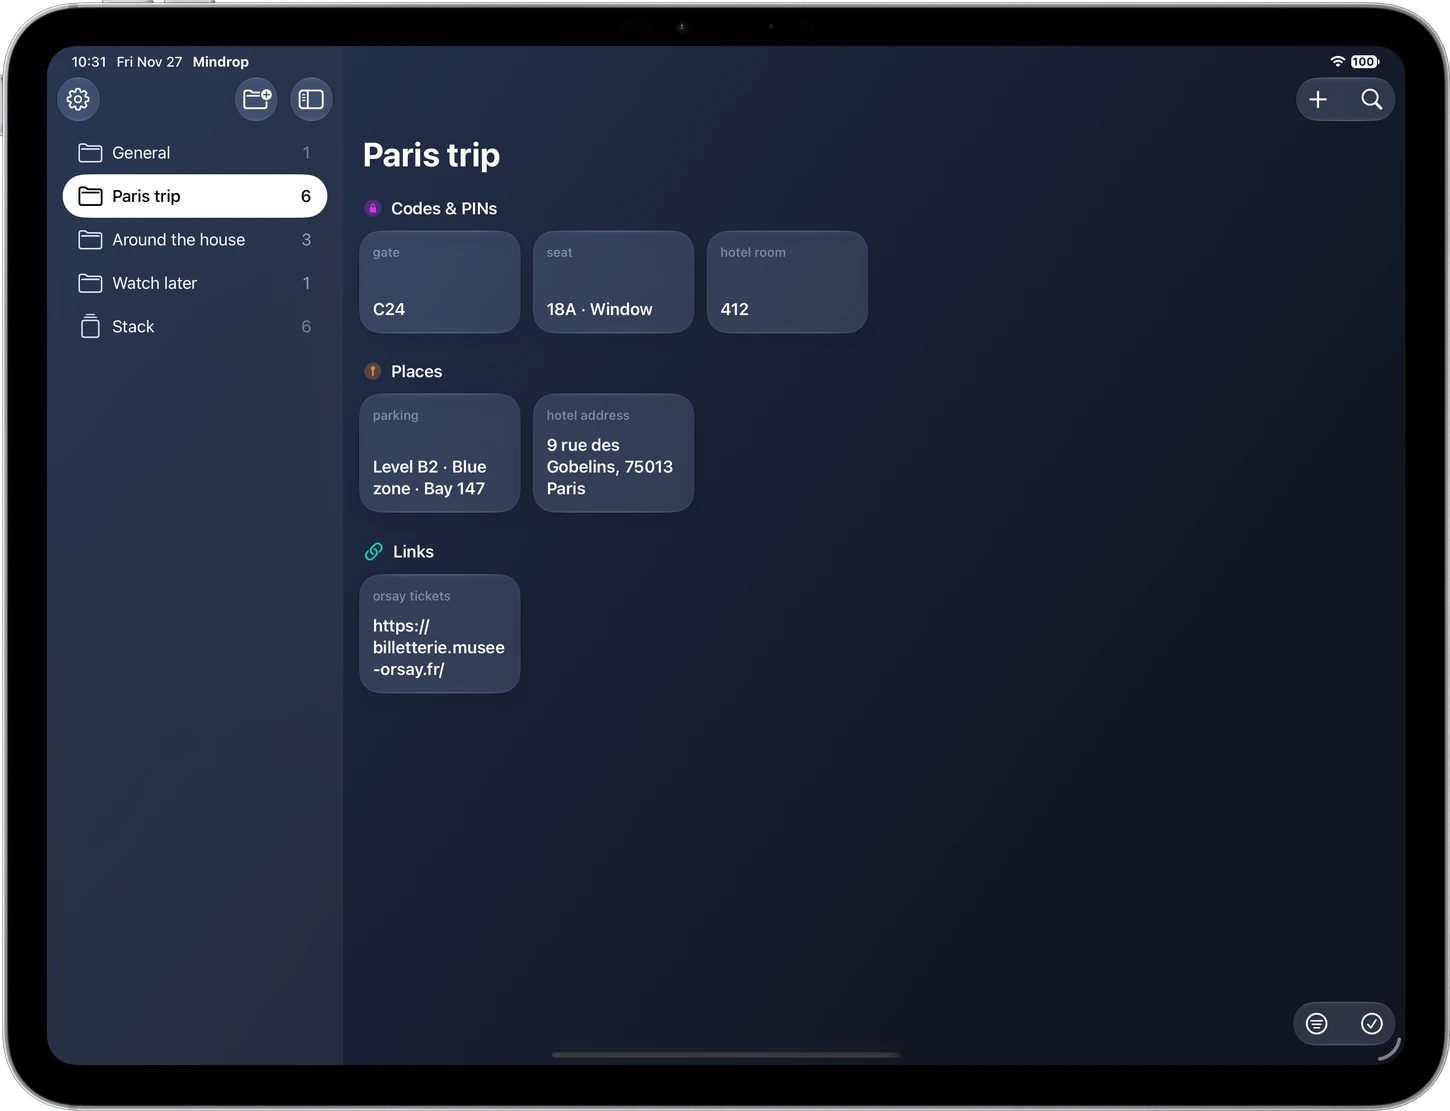 10:31 Fri Nov 27 Mindrop
100
General 1
Paris trip 6
Around the house 3
Watch later 1
Stack 6
Paris trip
Codes & PINs
gate
C24
seat
18A · Window
hotel room
412
Places
parking
Level B2 · Blue
zone · Bay 147
hotel address
9 rue des
Gobelins, 75013
Paris
Links
orsay tickets
https://
billetterie.musee
-orsay.fr/